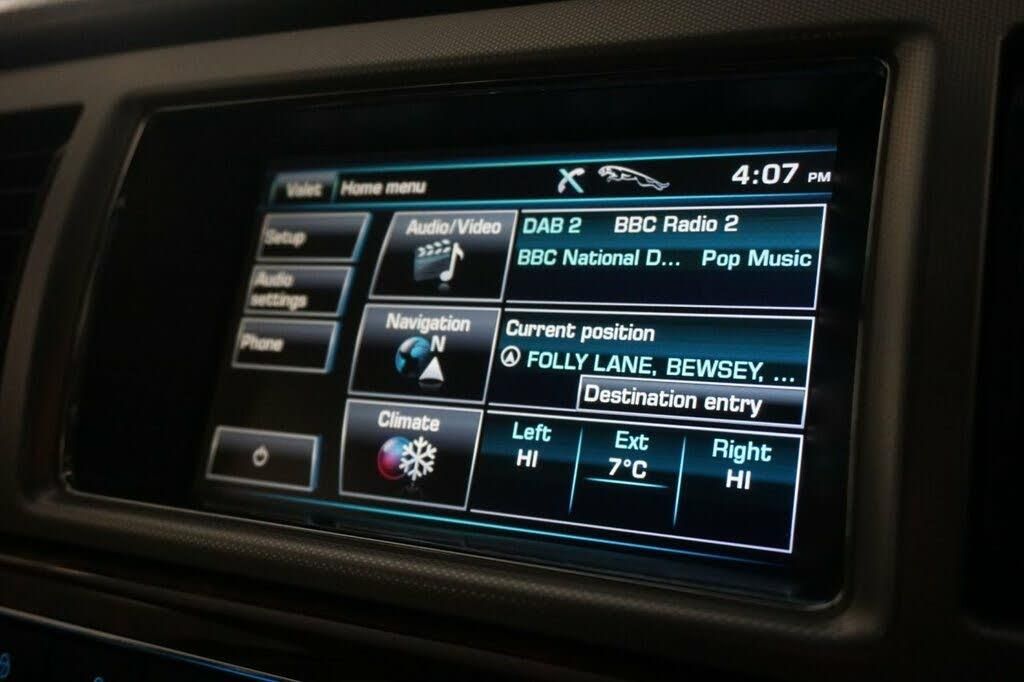 Valet Home menu 4:07 PM
Setup
Audio settings
Phone
Audio/Video
DAB 2 BBC Radio 2
BBC National D... Pop Music
Navigation
N
Current position
FOLLY LANE, BEWSEY, ...
Destination entry
Climate
Left
HI
Ext
7°C
Right
HI